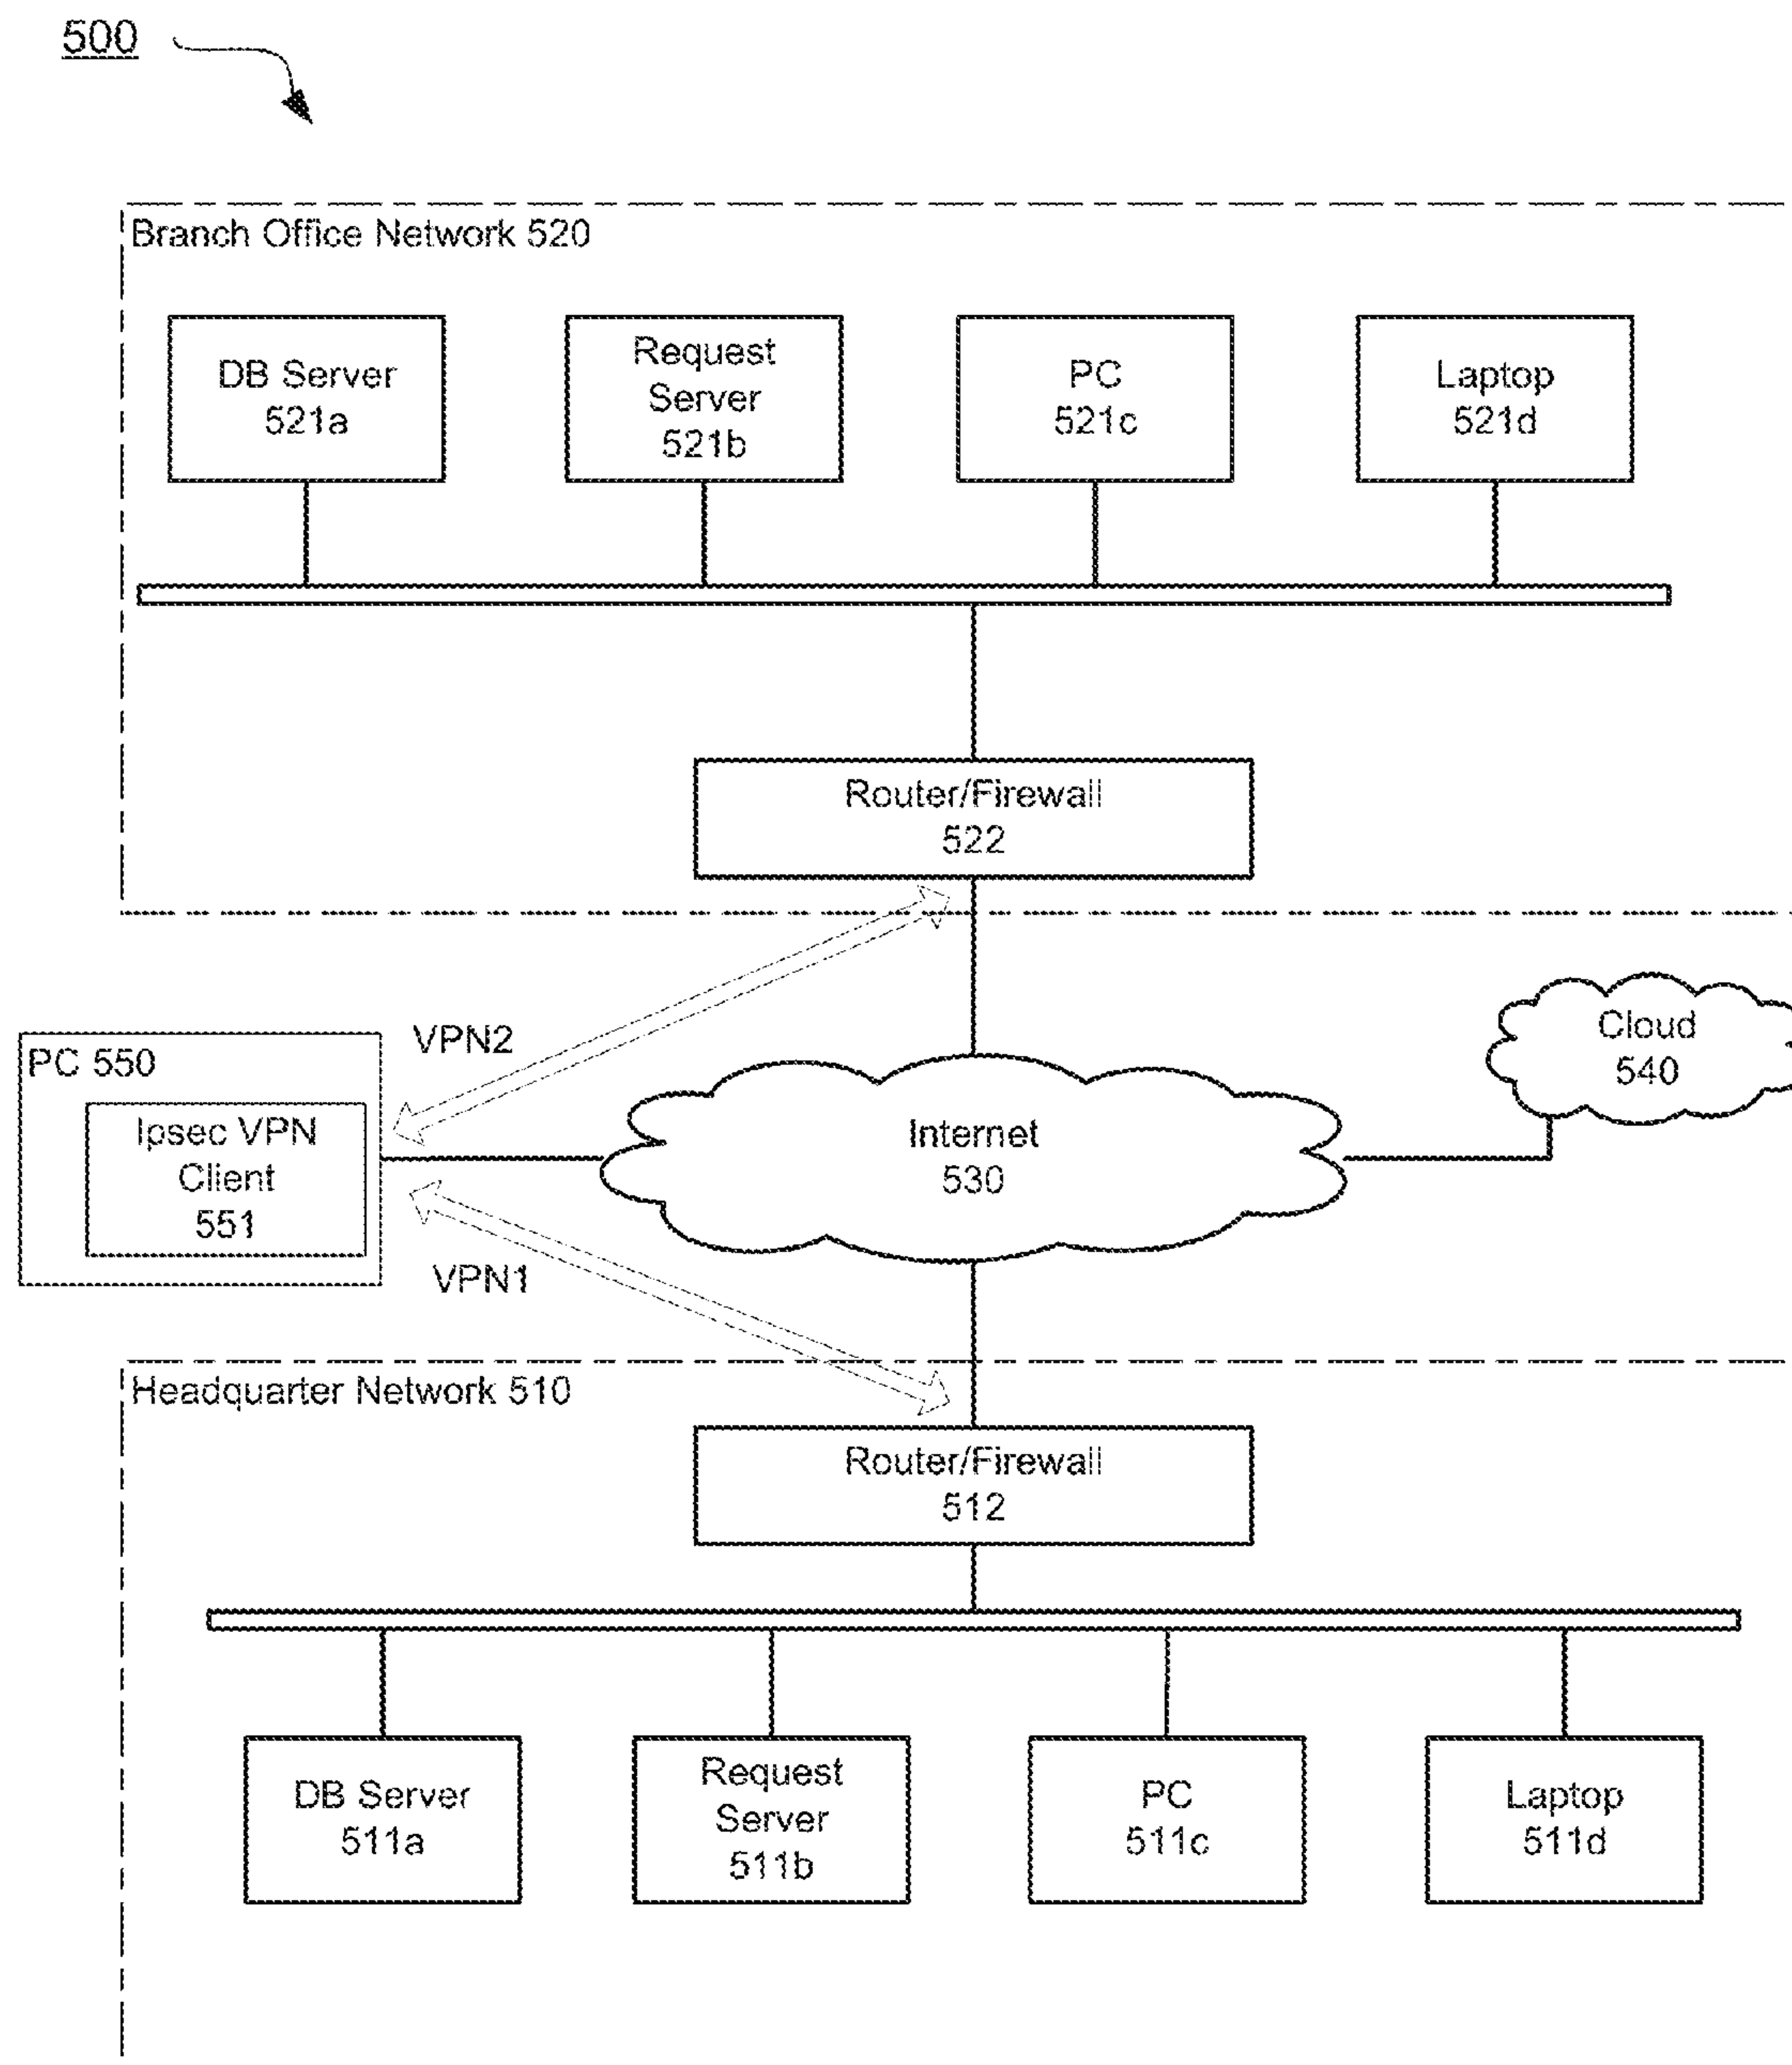 500
Branch Office Network 520
DB Server
521a
Request
Server
521b
PC
521c
Laptop
521d
Router/Firewall
522
VPN2
Cloud
540
PC 550
Ipsec VPN
Client
551
Internet
530
VPN1
Headquarter Network 510
Router/Firewall
512
DB Server
511a
Request
Server
511b
PC
511c
Laptop
511d